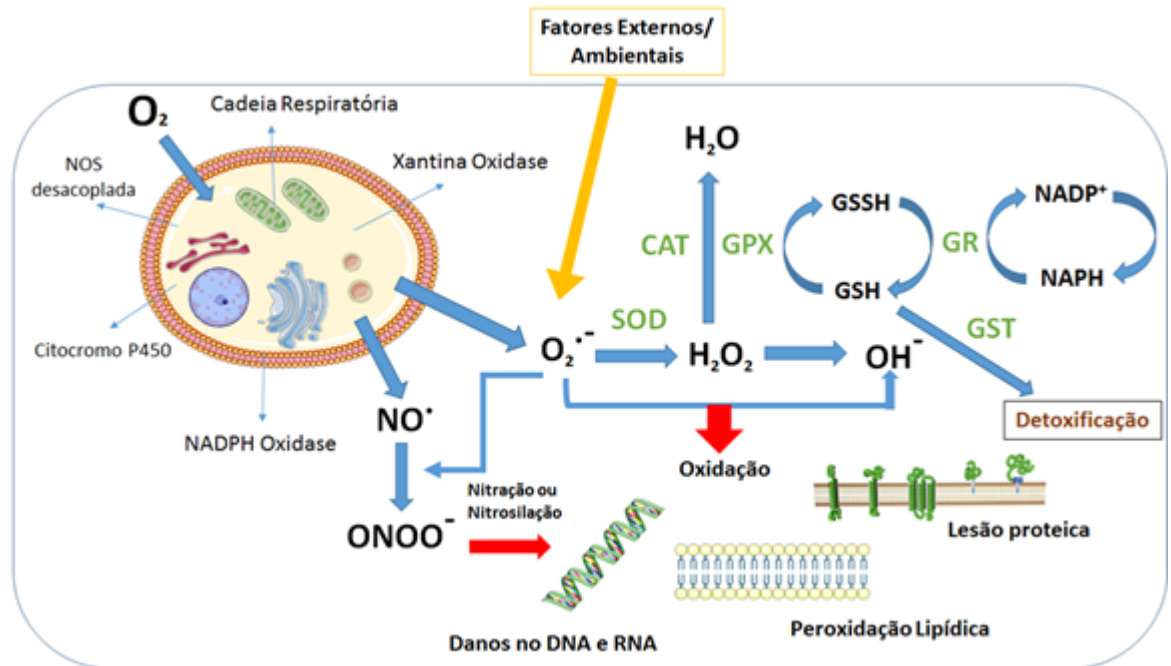 Fatores Externos/
Ambientais
O₂
Cadeia Respiratória
NOS
desacoplada
Xantina Oxidase
Citocromo P450
NADPH Oxidase
H₂O
CAT
GPX
GSSH
GSH
GR
NADP⁺
NAPH
GST
SOD
O₂˙⁻
H₂O₂
OH⁻
Detoxificação
NO˙
ONOO⁻
Nitração ou
Nitrosilação
Oxidação
Lesão proteica
Peroxidação Lipídica
Danos no DNA e RNA